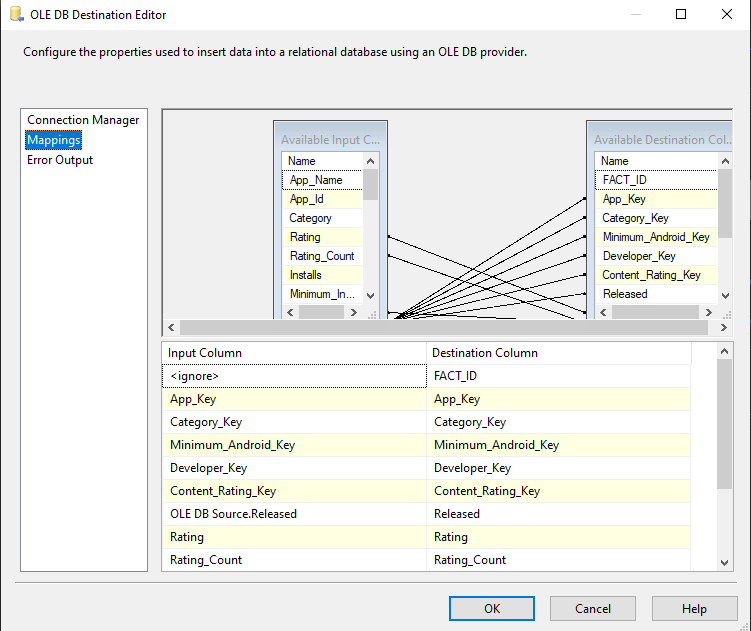 OLE DB Destination Editor
Configure the properties used to insert data into a relational database using an OLE DB provider.
Connection Manager
Mappings
Error Output
Available Input C...
Name
App_Name
App_Id
Category
Rating
Rating_Count
Installs
Minimum_In...
Available Destination Col...
Name
FACT_ID
App_Key
Category_Key
Minimum_Android_Key
Developer_Key
Content_Rating_Key
Released
Input Column Destination Column
<ignore> FACT_ID
App_Key App_Key
Category_Key Category_Key
Minimum_Android_Key Minimum_Android_Key
Developer_Key Developer_Key
Content_Rating_Key Content_Rating_Key
OLE DB Source.Released Released
Rating Rating
Rating_Count Rating_Count
OK Cancel Help